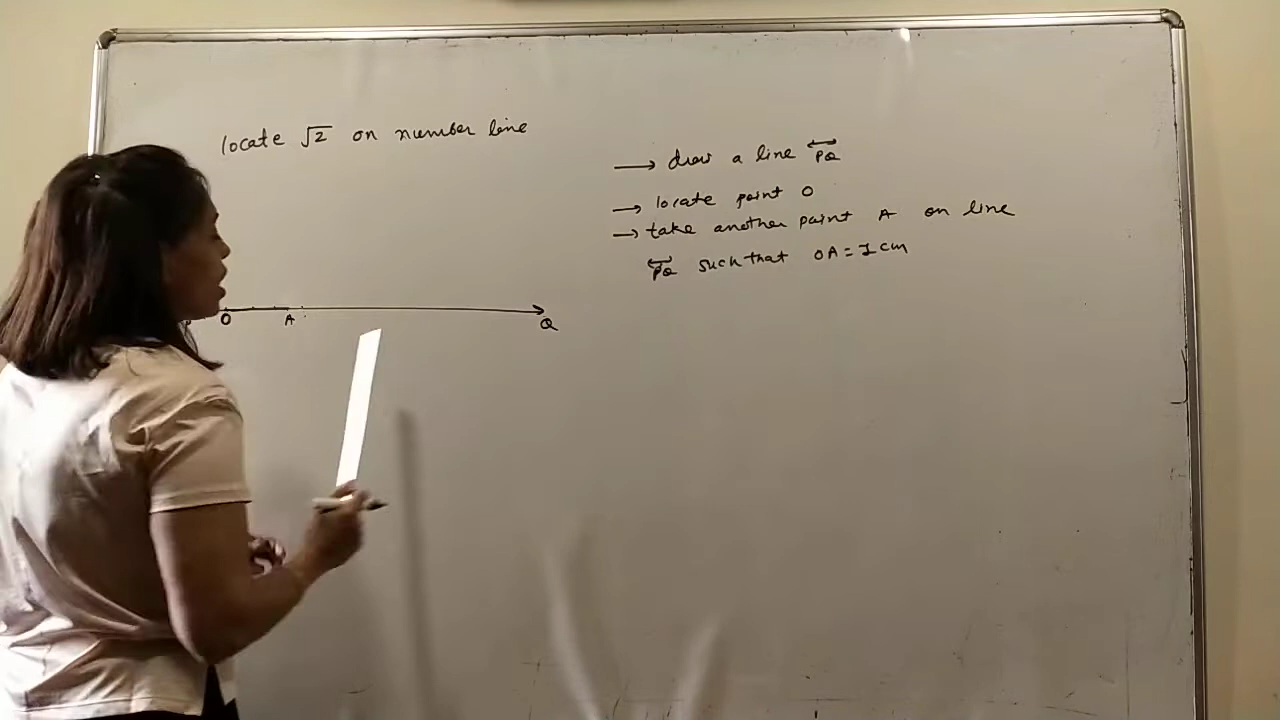 locate √2 on number line
→ draw a line PQ
→ locate point O
→ take another point A on line
PQ such that OA = 1 cm
O A Q